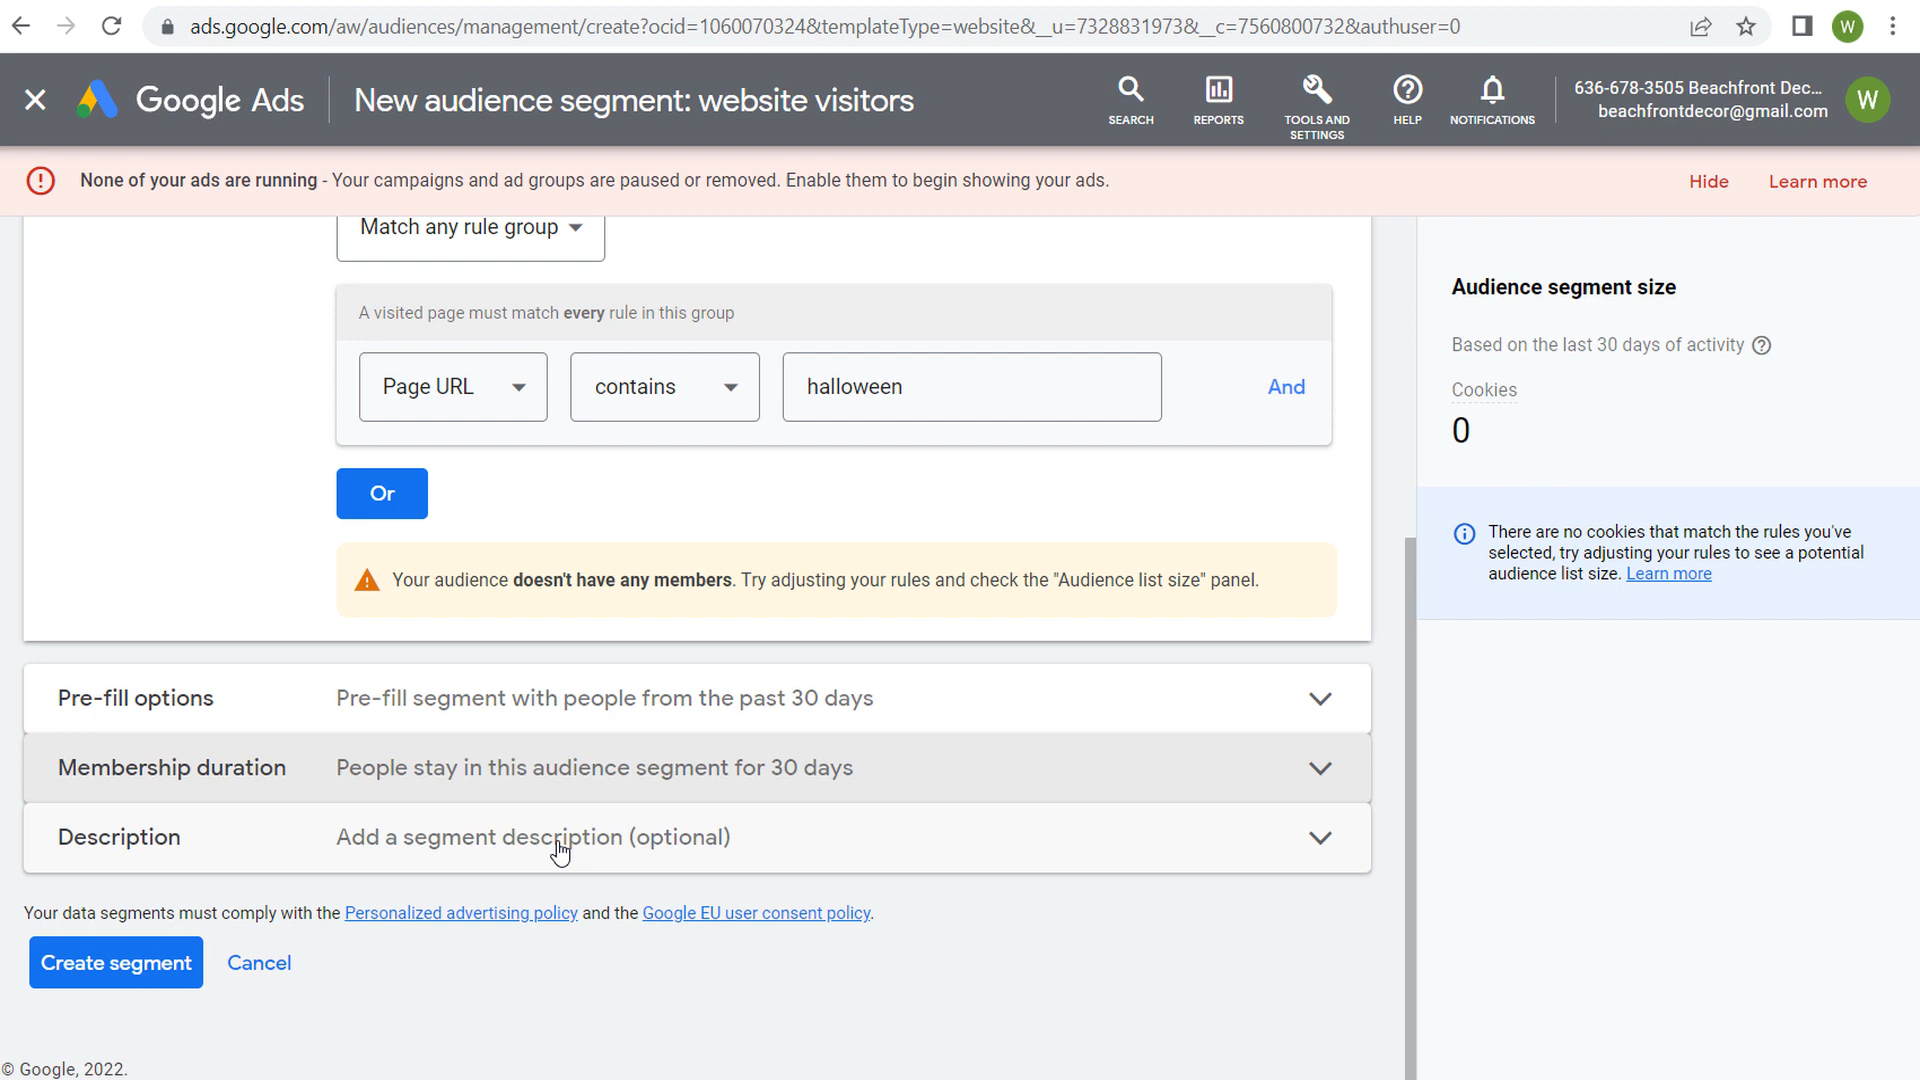 ads.google.com/aw/audiences/management/create?ocid=1060070324&templateType=website&__u=7328831973&__c=7560800732&authuser=0
W
Google Ads
New audience segment: website visitors
SEARCH
REPORTS
TOOLS AND
SETTINGS
HELP
NOTIFICATIONS
636-678-3505 Beachfront Dec...
beachfrontdecor@gmail.com
W
None of your ads are running - Your campaigns and ad groups are paused or removed. Enable them to begin showing your ads.
Hide
Learn more
Match any rule group
A visited page must match every rule in this group
Page URL
contains
halloween
And
Or
Your audience doesn't have any members. Try adjusting your rules and check the "Audience list size" panel.
Audience segment size
Based on the last 30 days of activity
Cookies
0
There are no cookies that match the rules you've
selected, try adjusting your rules to see a potential
audience list size. Learn more
Pre-fill options
Pre-fill segment with people from the past 30 days
Membership duration
People stay in this audience segment for 30 days
Description
Add a segment description (optional)
Your data segments must comply with the Personalized advertising policy and the Google EU user consent policy.
Create segment
Cancel
© Google, 2022.